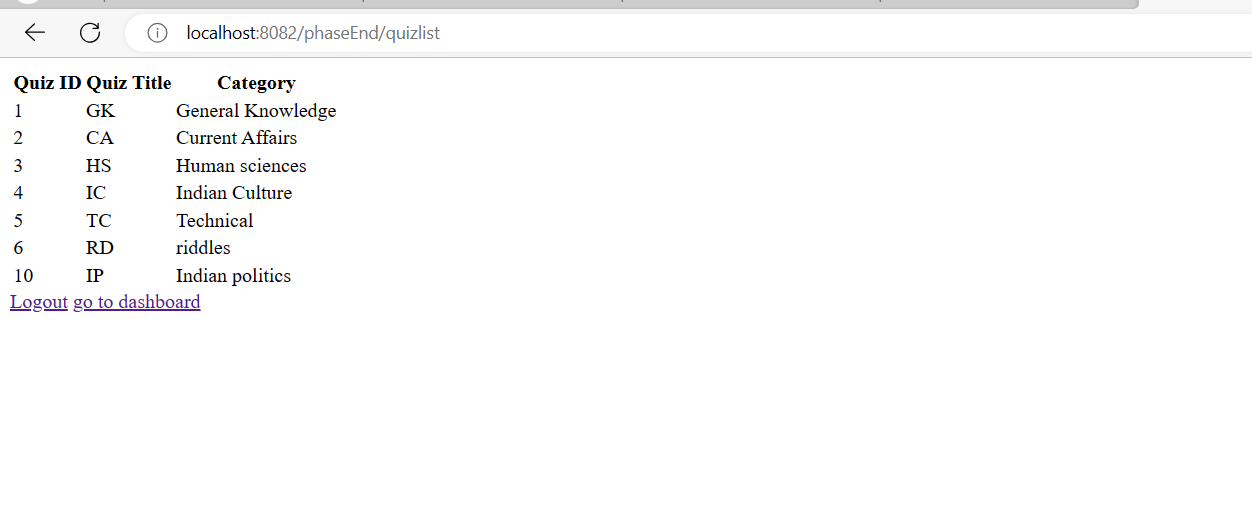 localhost:8082/phaseEnd/quizlist
Quiz ID Quiz Title Category
1 GK General Knowledge
2 CA Current Affairs
3 HS Human sciences
4 IC Indian Culture
5 TC Technical
6 RD riddles
10 IP Indian politics
Logout go to dashboard